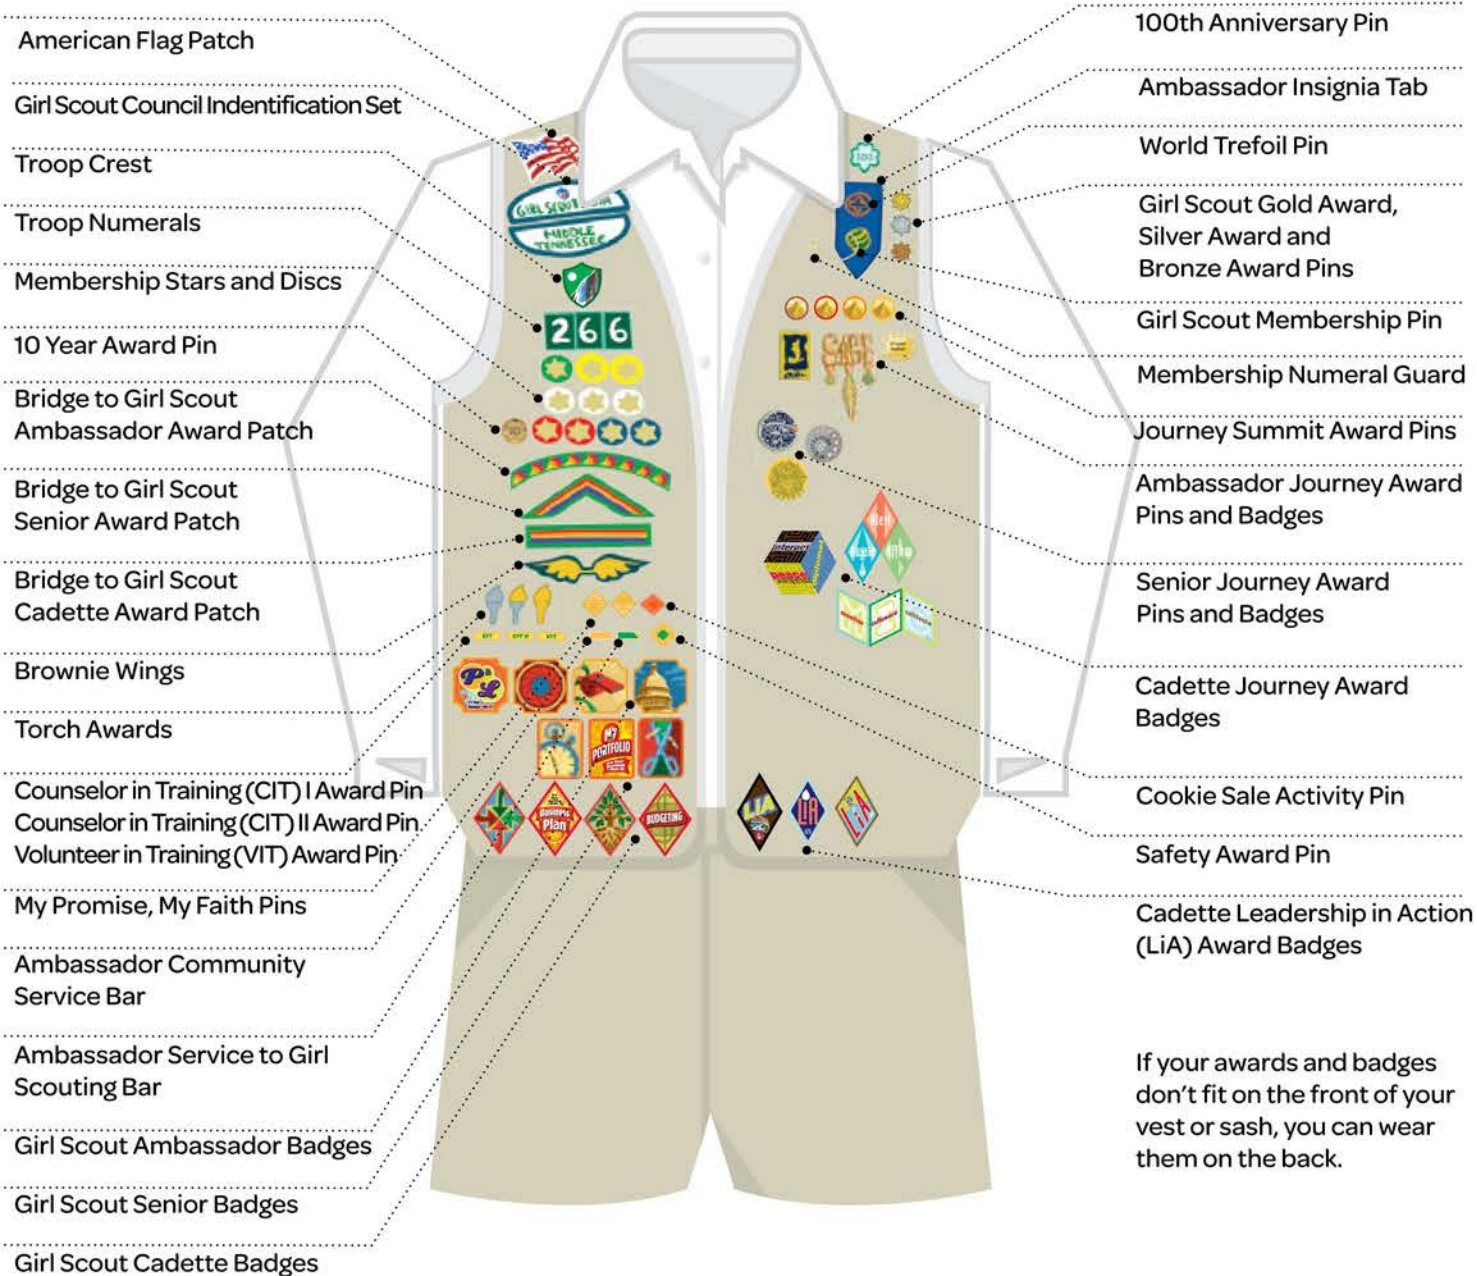 American Flag Patch
Girl Scout Council Indentification Set
Troop Crest
Troop Numerals
Membership Stars and Discs
10 Year Award Pin
Bridge to Girl Scout
Ambassador Award Patch
Bridge to Girl Scout
Senior Award Patch
Bridge to Girl Scout
Cadette Award Patch
Brownie Wings
Torch Awards
Counselor in Training (CIT) I Award Pin
Counselor in Training (CIT) II Award Pin
Volunteer in Training (VIT) Award Pin
My Promise, My Faith Pins
Ambassador Community
Service Bar
Ambassador Service to Girl
Scouting Bar
Girl Scout Ambassador Badges
Girl Scout Senior Badges
Girl Scout Cadette Badges
MIDDLE
TENNESSEE
266
P&L
MY
PORTFOLIO
Business
Plan
BUDGETING
100
SAGE
interact
LiA
LiA
LiA
100th Anniversary Pin
Ambassador Insignia Tab
World Trefoil Pin
Girl Scout Gold Award,
Silver Award and
Bronze Award Pins
Girl Scout Membership Pin
Membership Numeral Guard
Journey Summit Award Pins
Ambassador Journey Award
Pins and Badges
Senior Journey Award
Pins and Badges
Cadette Journey Award
Badges
Cookie Sale Activity Pin
Safety Award Pin
Cadette Leadership in Action
(LiA) Award Badges
If your awards and badges
don't fit on the front of your
vest or sash, you can wear
them on the back.